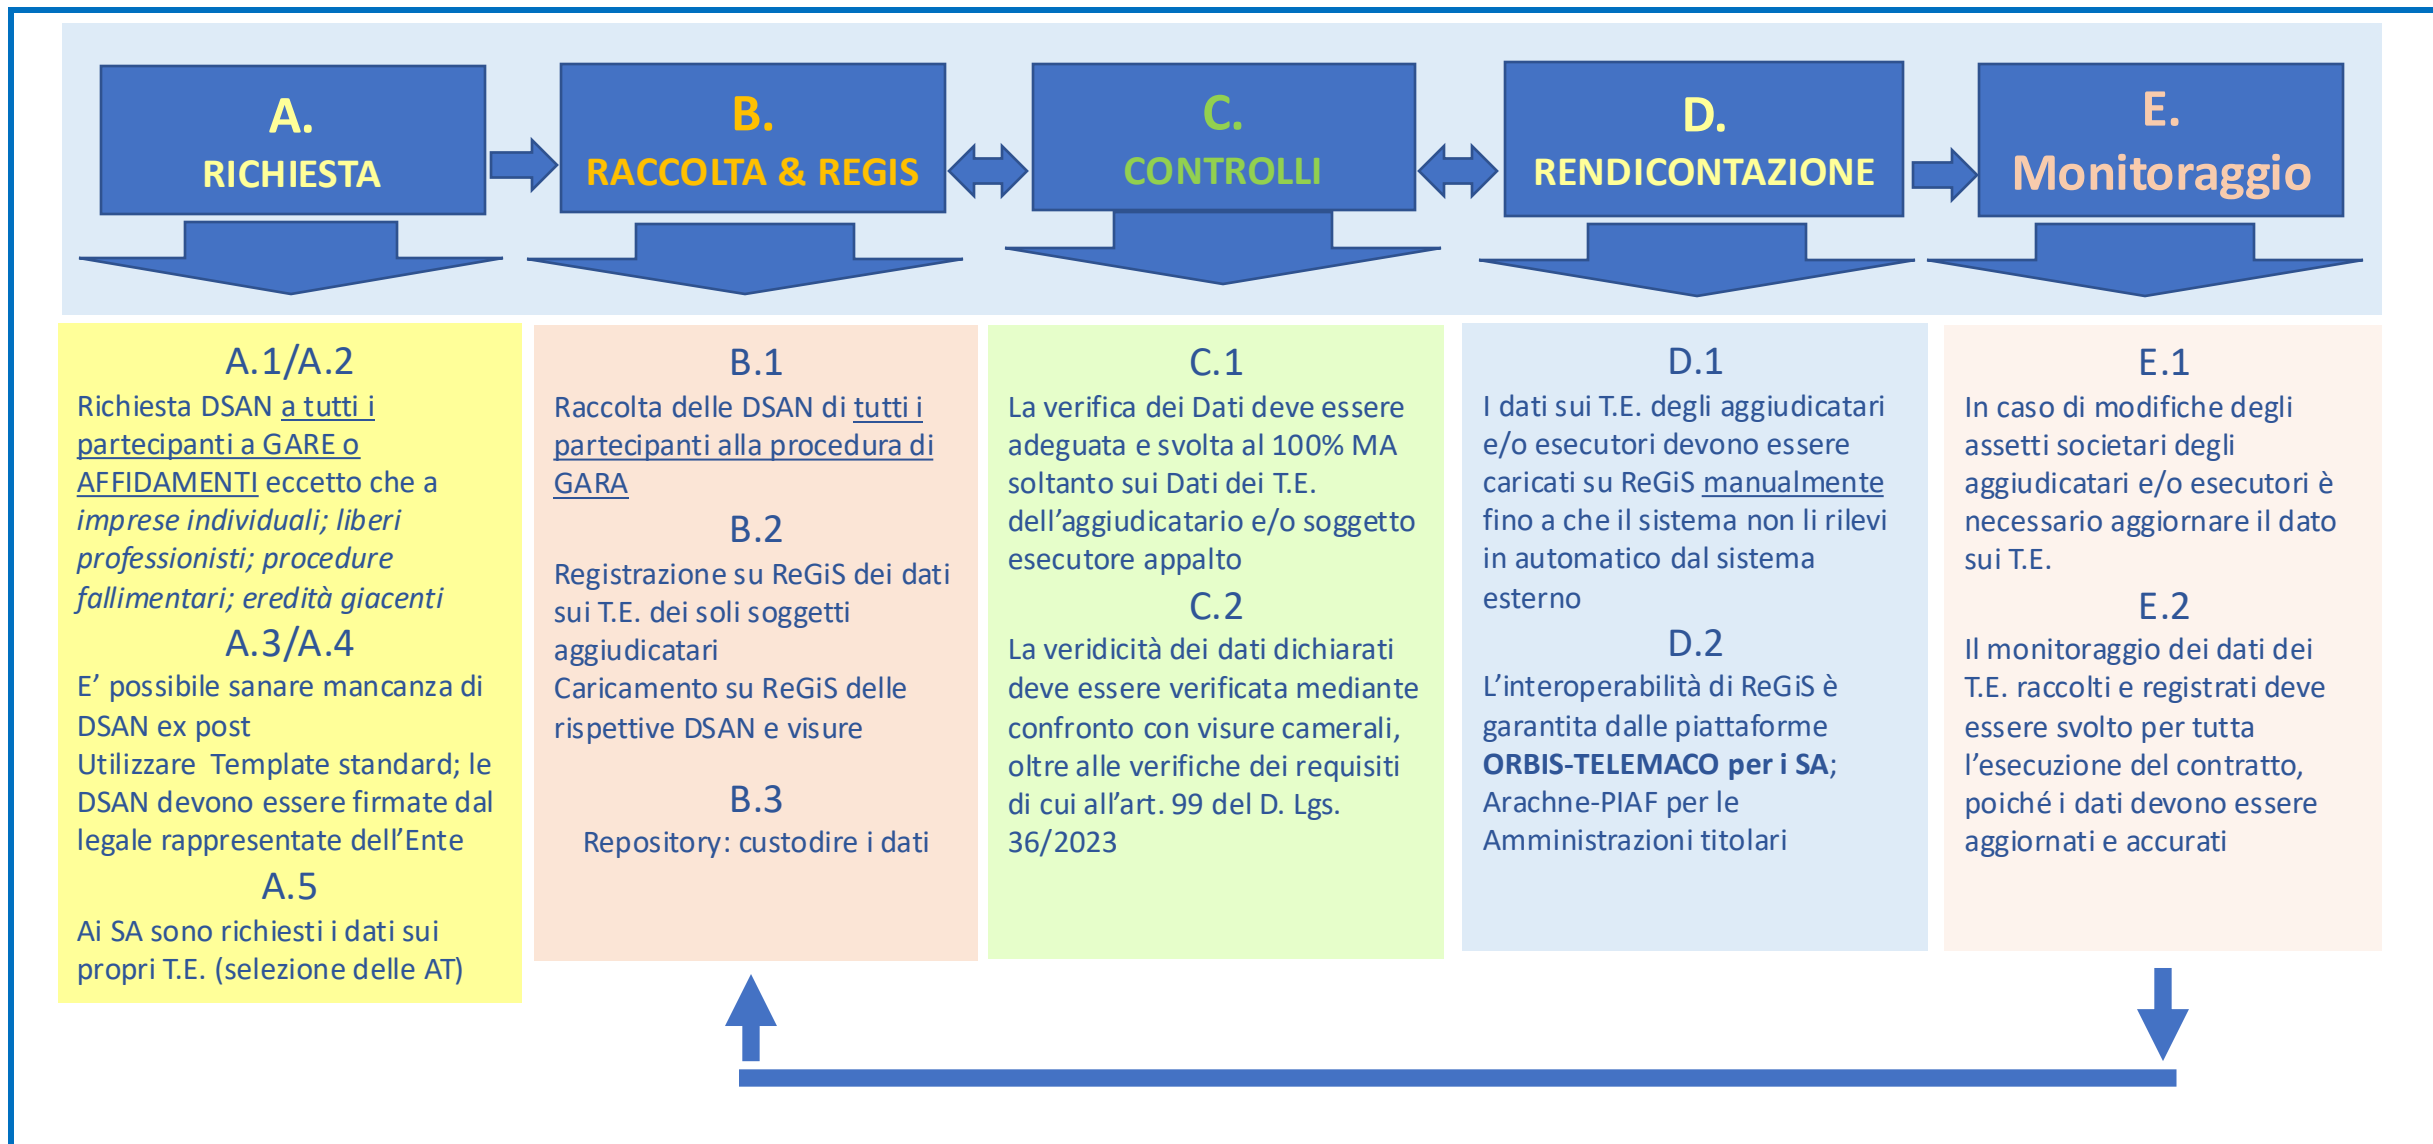 A.
RICHIESTA
B.
RACCOLTA & REGIS
C.
CONTROLLI
D.
RENDICONTAZIONE
E.
Monitoraggio
A.1/A.2
Richiesta DSAN a tutti i
partecipanti a GARE o
AFFIDAMENTI eccetto che a
imprese individuali; liberi
professionisti; procedure
fallimentari; eredità giacenti
A.3/A.4
E’ possibile sanare mancanza di
DSAN ex post
Utilizzare Template standard; le
DSAN devono essere firmate dal
legale rappresentate dell’Ente
A.5
Ai SA sono richiesti i dati sui
propri T.E. (selezione delle AT)
B.1
Raccolta delle DSAN di tutti i
partecipanti alla procedura di
GARA
B.2
Registrazione su ReGiS dei dati
sui T.E. dei soli soggetti
aggiudicatari
Caricamento su ReGiS delle
rispettive DSAN e visure
B.3
Repository: custodire i dati
C.1
La verifica dei Dati deve essere
adeguata e svolta al 100% MA
soltanto sui Dati dei T.E.
dell’aggiudicatario e/o soggetto
esecutore appalto
C.2
La veridicità dei dati dichiarati
deve essere verificata mediante
confronto con visure camerali,
oltre alle verifiche dei requisiti
di cui all’art. 99 del D. Lgs.
36/2023
D.1
I dati sui T.E. degli aggiudicatari
e/o esecutori devono essere
caricati su ReGiS manualmente
fino a che il sistema non li rilevi
in automatico dal sistema
esterno
D.2
L’interoperabilità di ReGiS è
garantita dalle piattaforme
ORBIS-TELEMACO per i SA;
Arachne-PIAF per le
Amministrazioni titolari
E.1
In caso di modifiche degli
assetti societari degli
aggiudicatari e/o esecutori è
necessario aggiornare il dato
sui T.E.
E.2
Il monitoraggio dei dati dei
T.E. raccolti e registrati deve
essere svolto per tutta
l’esecuzione del contratto,
poiché i dati devono essere
aggiornati e accurati